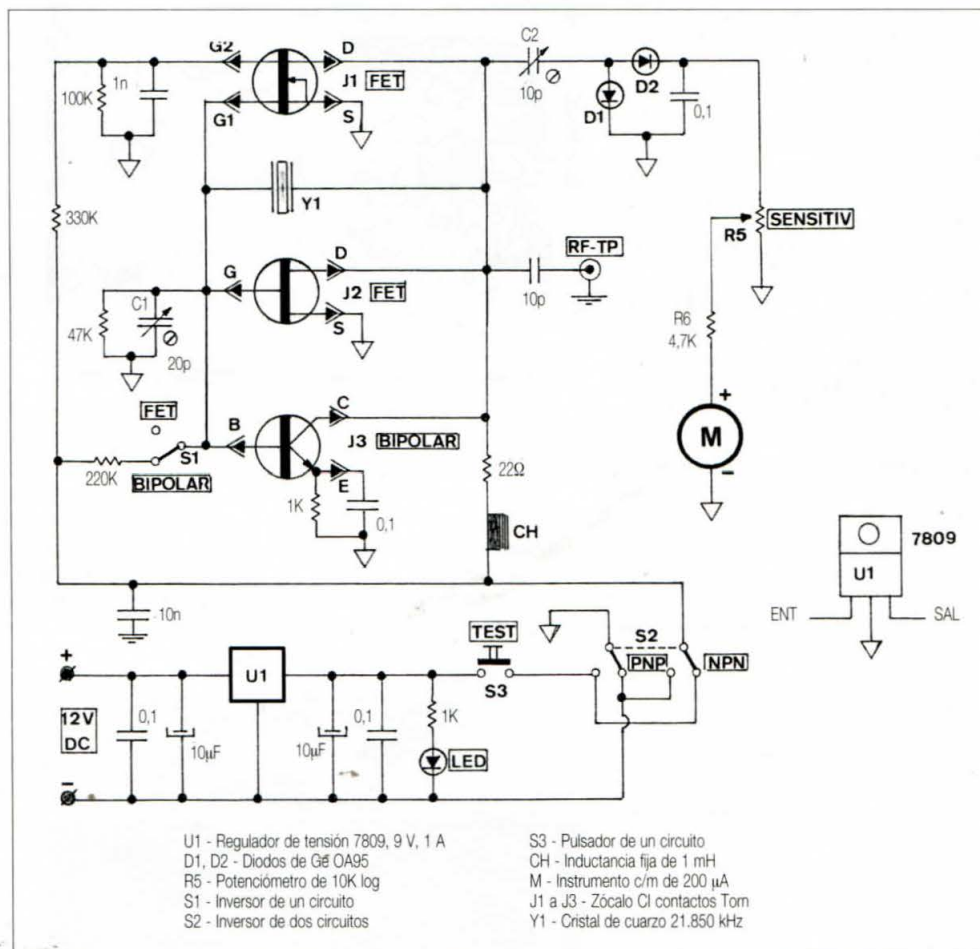 G2
D
J1 FET
G1
S
100K
1n
C2
10p
D2
D1
0,1
Y1
330K
R5
SENSITIV
RF-TP
G
D
J2 FET
S
10p
C1
47K
20p
R6
4,7K
+
M
-
FET
S1
BIPOLAR
220K
B
C
J3 BIPOLAR
E
1K
0,1
22Ω
CH
7809
U1
ENT
SAL
10n
+
12V
DC
-
0,1
10µF
U1
10µF
0,1
1K
LED
TEST
S3
S2
PNP
NPN
U1 - Regulador de tensión 7809, 9 V, 1 A
D1, D2 - Diodos de Ge OA95
R5 - Potenciómetro de 10K log
S1 - Inversor de un circuito
S2 - Inversor de dos circuitos
S3 - Pulsador de un circuito
CH - Inductancia fija de 1 mH
M - Instrumento c/m de 200 µA
J1 a J3 - Zócalo CI contactos Torn
Y1 - Cristal de cuarzo 21.850 kHz